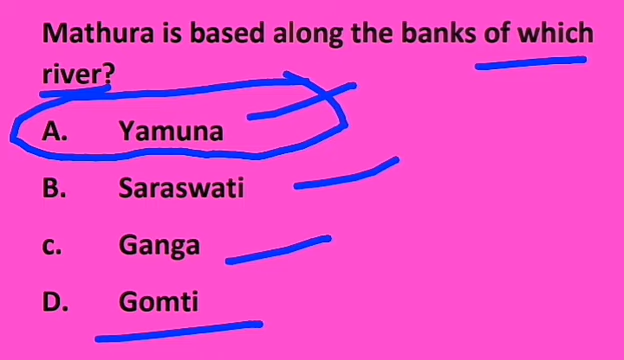 Mathura is based along the banks of which
river?
A. Yamuna
B. Saraswati
c. Ganga
D. Gomti